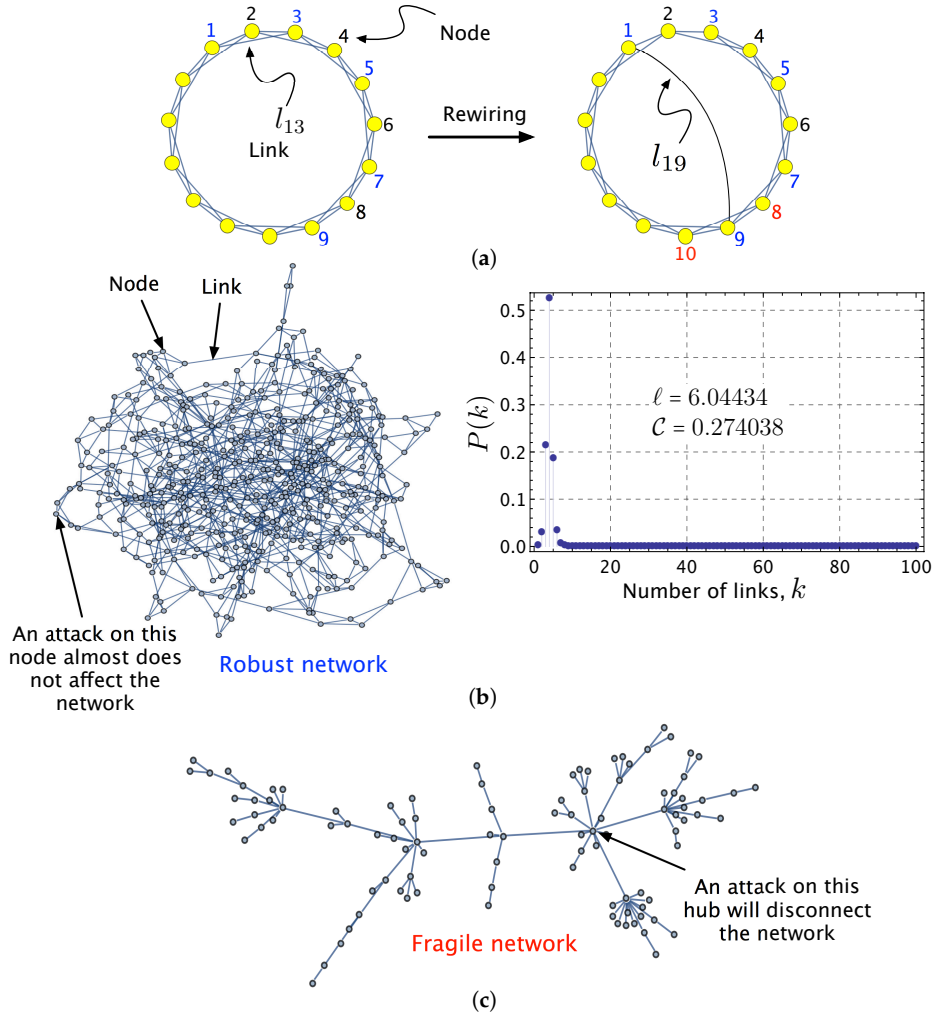 1
2
3
4
5
6
7
8
9
Node
l13
Link
Rewiring
1
2
3
4
5
6
7
8
9
10
l19
(a)
Node
Link
An attack on this
node almost does
not affect the
network
Robust network
P(k)
0.5
0.4
0.3
0.2
0.1
0.0
ℓ = 6.04434
C = 0.274038
0
20
40
60
80
100
Number of links, k
(b)
An attack on this
hub will disconnect
the network
Fragile network
(c)